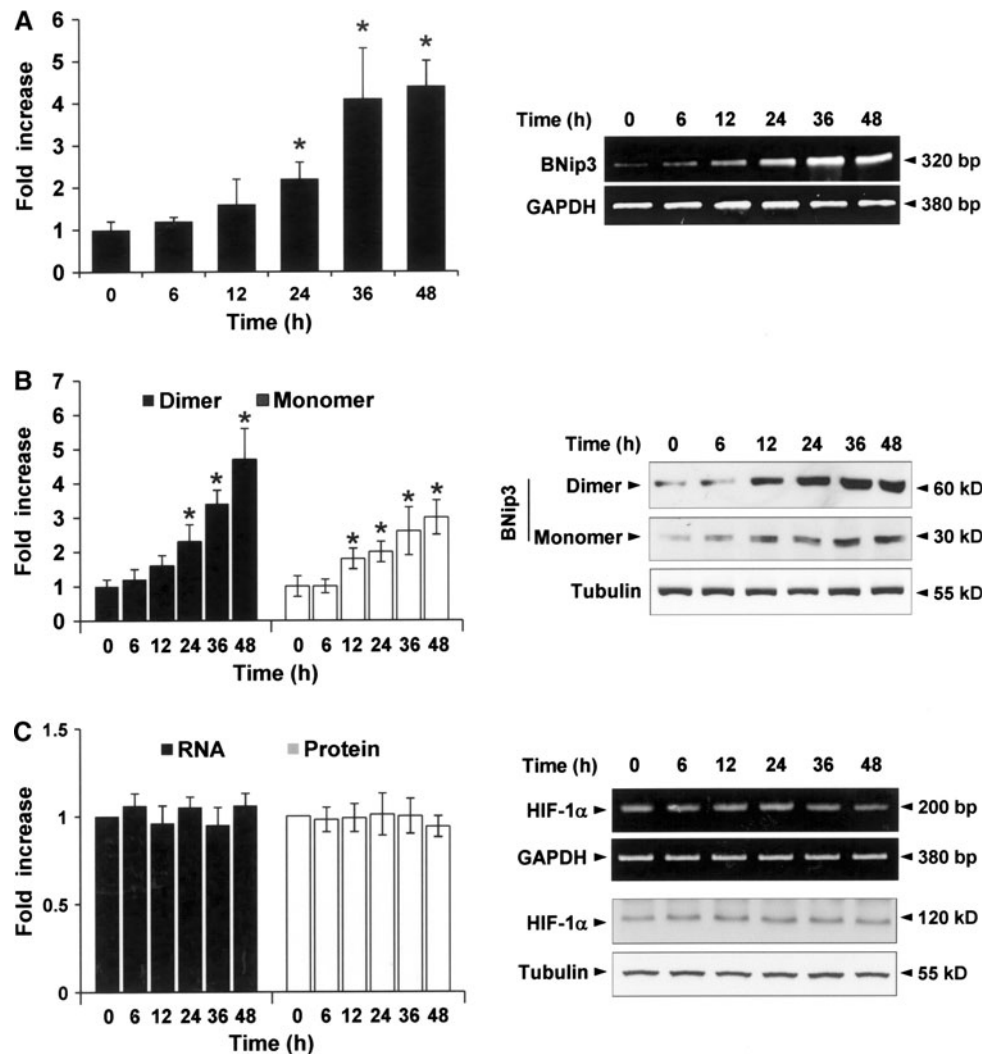 A
6
5
4
3
2
1
0
Fold increase
* * *
0 6 12 24 36 48
Time (h)
Time (h) 0 6 12 24 36 48
BNip3 ◄ 320 bp
GAPDH ◄ 380 bp
B
7
6
5
4
3
2
1
0
Fold increase
■ Dimer ■ Monomer
* * * * * * *
0 6 12 24 36 48 0 6 12 24 36 48
Time (h)
Time (h) 0 6 12 24 36 48
BNip3
Dimer ► ◄ 60 kD
Monomer ► ◄ 30 kD
Tubulin ◄ 55 kD
C
1.5
1
0.5
0
Fold increase
■ RNA ■ Protein
0 6 12 24 36 48 0 6 12 24 36 48
Time (h)
Time (h) 0 6 12 24 36 48
HIF-1α ► ◄ 200 bp
GAPDH ► ◄ 380 bp
HIF-1α ► ◄ 120 kD
Tubulin ► ◄ 55 kD